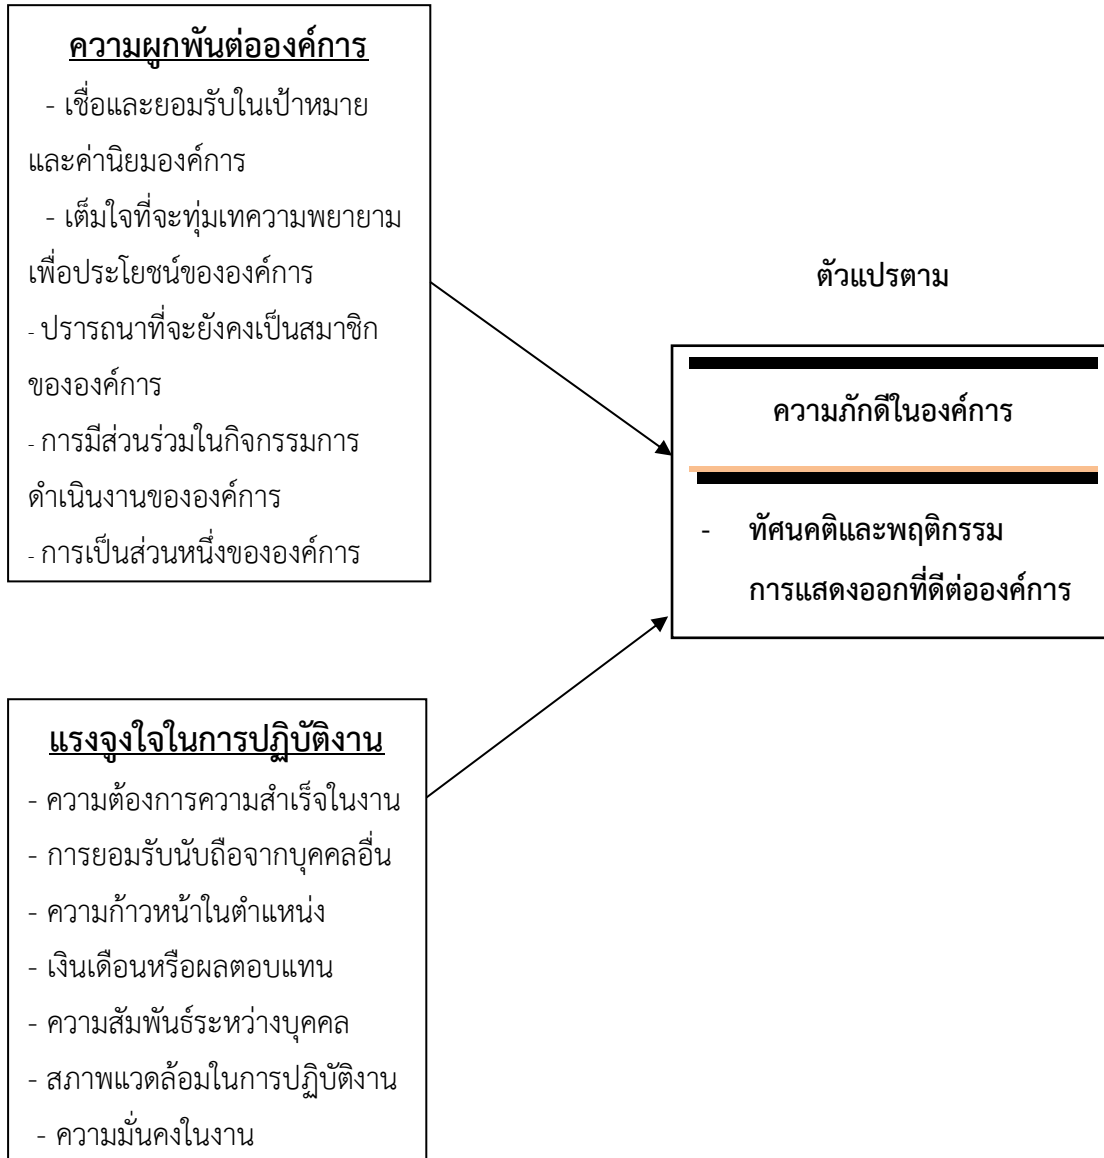 ความผูกพันต่อองค์การ
- เชื่อและยอมรับในเป้าหมาย
และค่านิยมองค์การ
- เต็มใจที่จะทุ่มเทความพยายาม
เพื่อประโยชน์ขององค์การ
- ปรารถนาที่จะยังคงเป็นสมาชิก
ขององค์การ
- การมีส่วนร่วมในกิจกรรมการ
ดำเนินงานขององค์การ
- การเป็นส่วนหนึ่งขององค์การ
ตัวแปรตาม
ความภักดีในองค์การ
- ทัศนคติและพฤติกรรม
การแสดงออกที่ดีต่อองค์การ
แรงจูงใจในการปฏิบัติงาน
- ความต้องการความสำเร็จในงาน
- การยอมรับนับถือจากบุคคลอื่น
- ความก้าวหน้าในตำแหน่ง
- เงินเดือนหรือผลตอบแทน
- ความสัมพันธ์ระหว่างบุคคล
- สภาพแวดล้อมในการปฏิบัติงาน
- ความมั่นคงในงาน